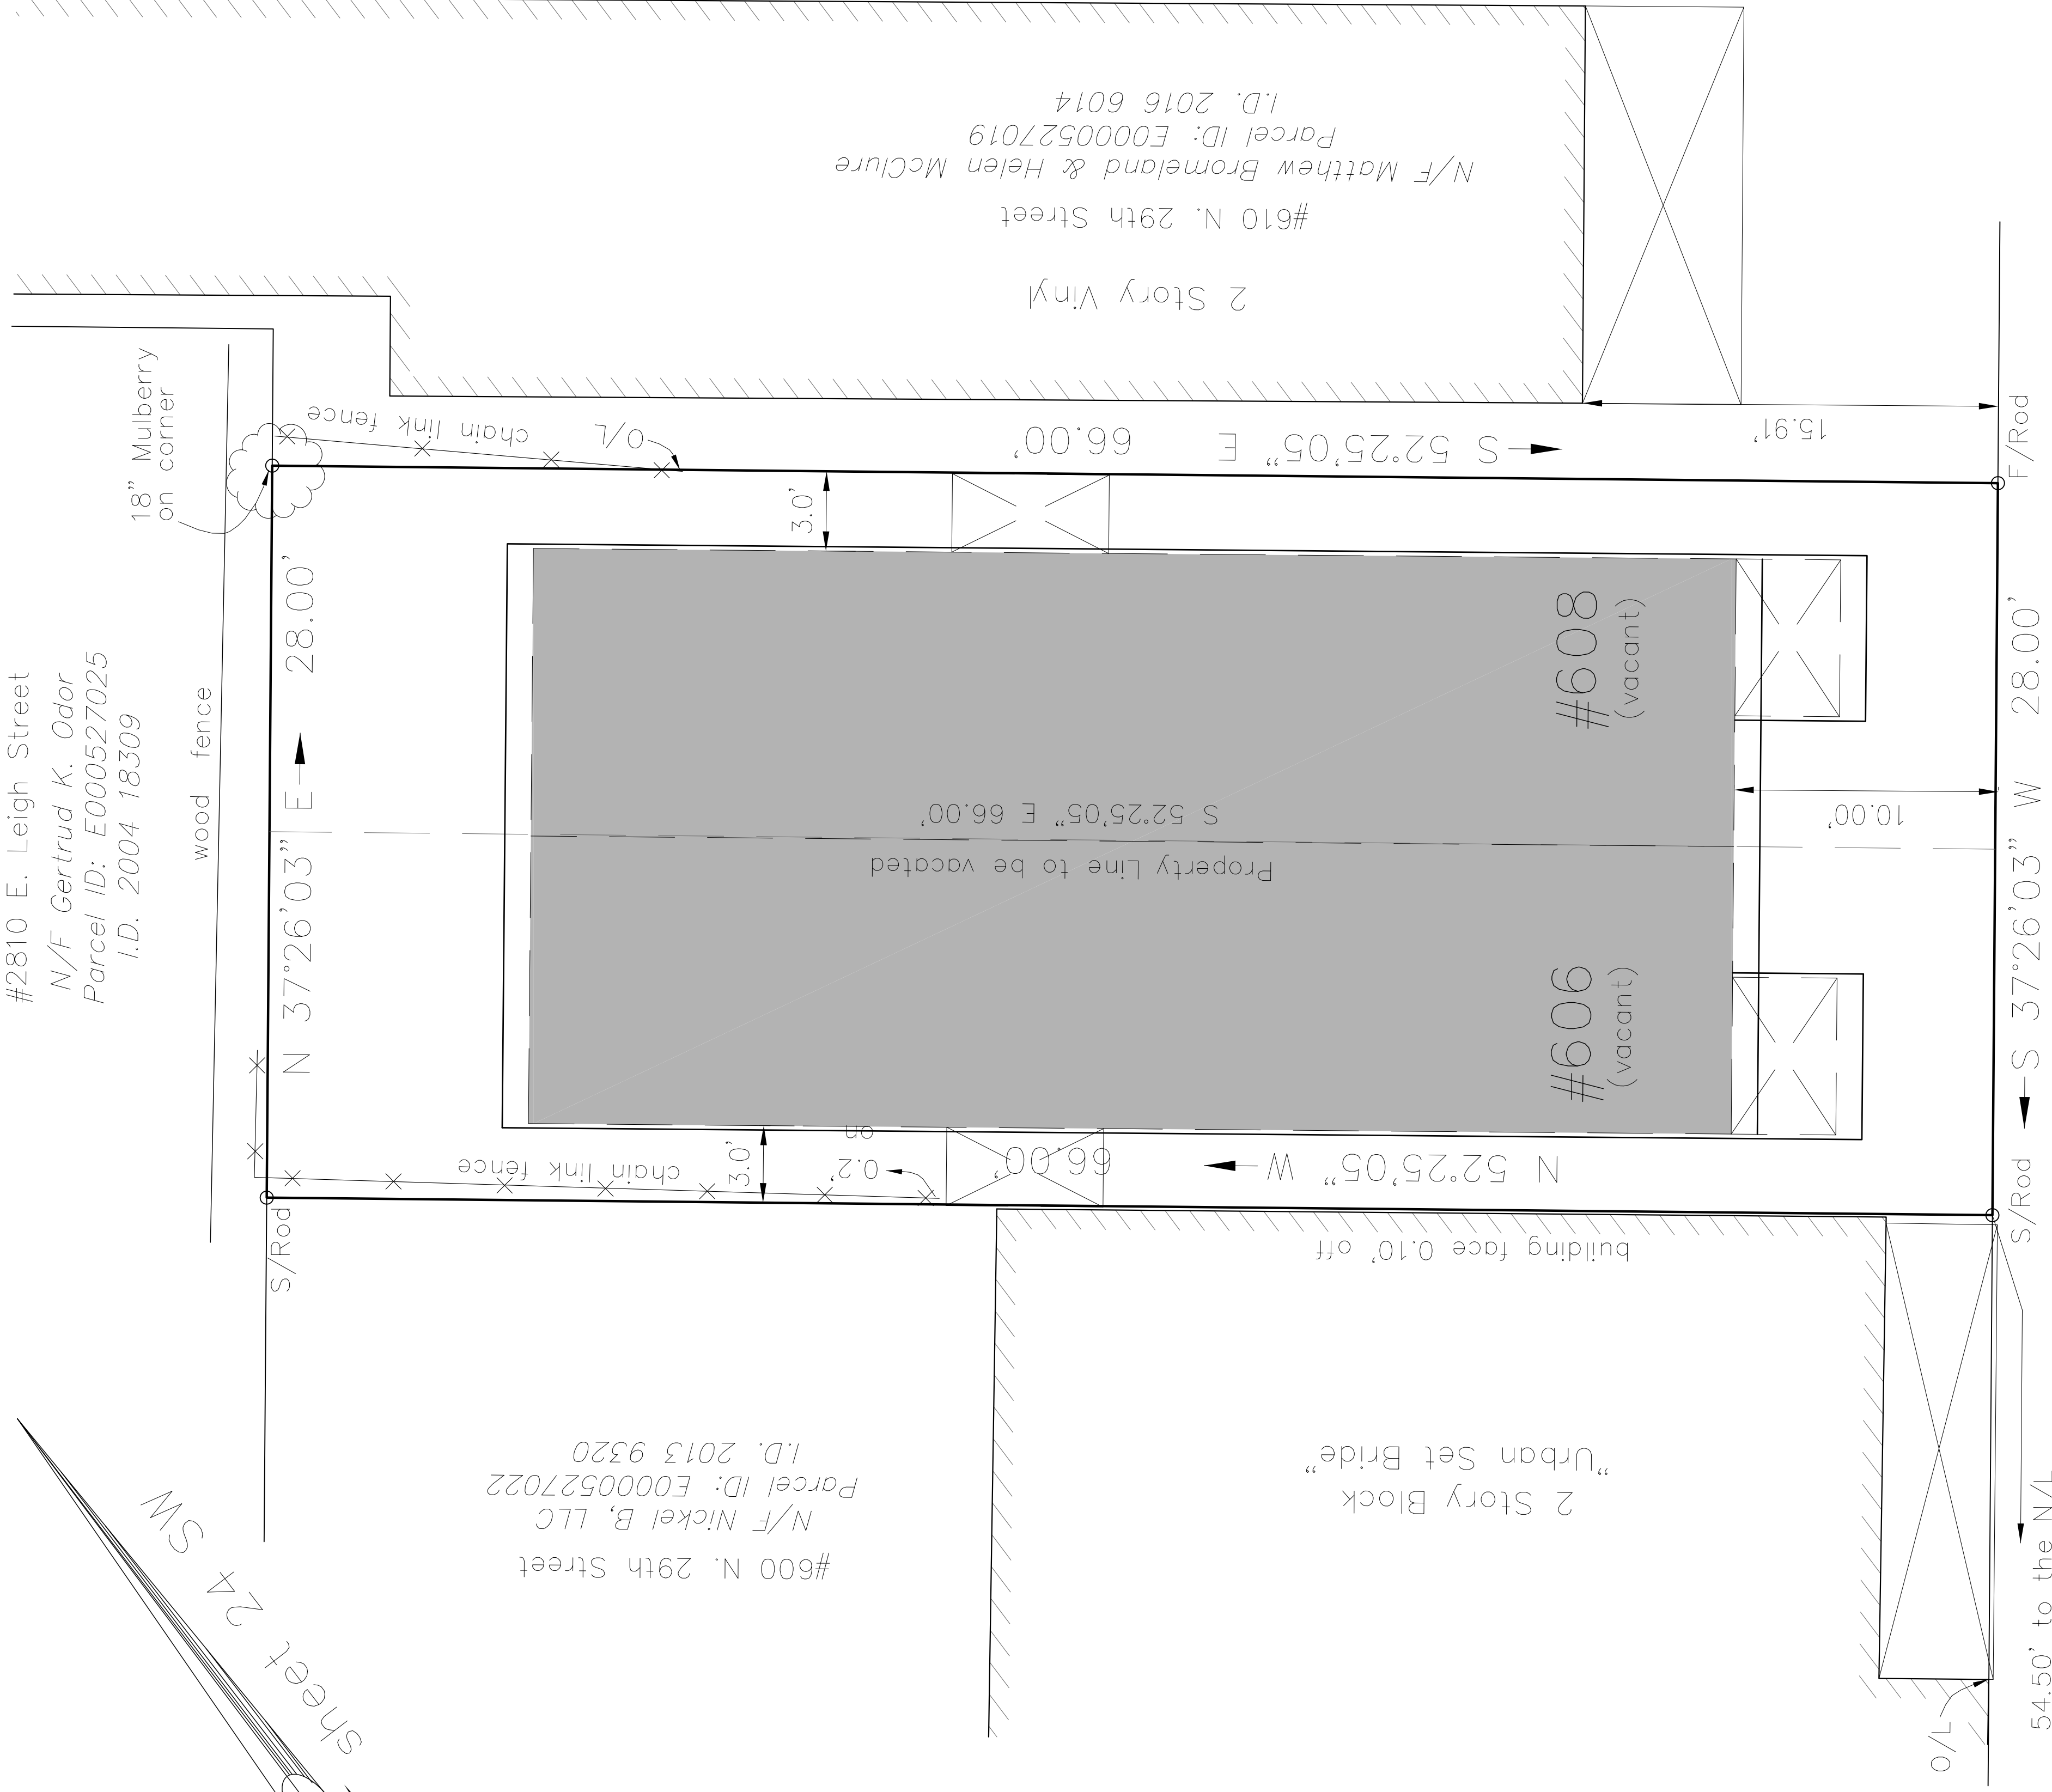 I.D. 2016 6014
Parcel ID: E0000527019
N/F Matthew Bromeland & Helen McClure
#610 N. 29th Street
2 Story Vinyl
18" Mulberry
on corner
chain link fence
O/L
S 52°25'05" E 66.00'
15.91'
F/Rod
#2810 E. Leigh Street
N/F Gertrud K. Odor
Parcel ID: E000527025
I.D. 2004 18309
wood fence
N 37°26'03" E 28.00'
3.0'
#608
(vacant)
S 52°25'05" E 66.00'
Property Line to be vacated
10.00'
S 37°26'03" W 28.00'
#606
(vacant)
on
0.2'
3.0'
chain link fence
N 52°25'05" W 66.00'
S/Rod
S/Rod
building face 0.10' off
I.D. 2013 9320
Parcel ID: E0000527022
N/F Nickel B, LLC
#600 N. 29th Street
"Urban Set Bride"
2 Story Block
Sheet 24 SW
O/L
54.50' to the N/L